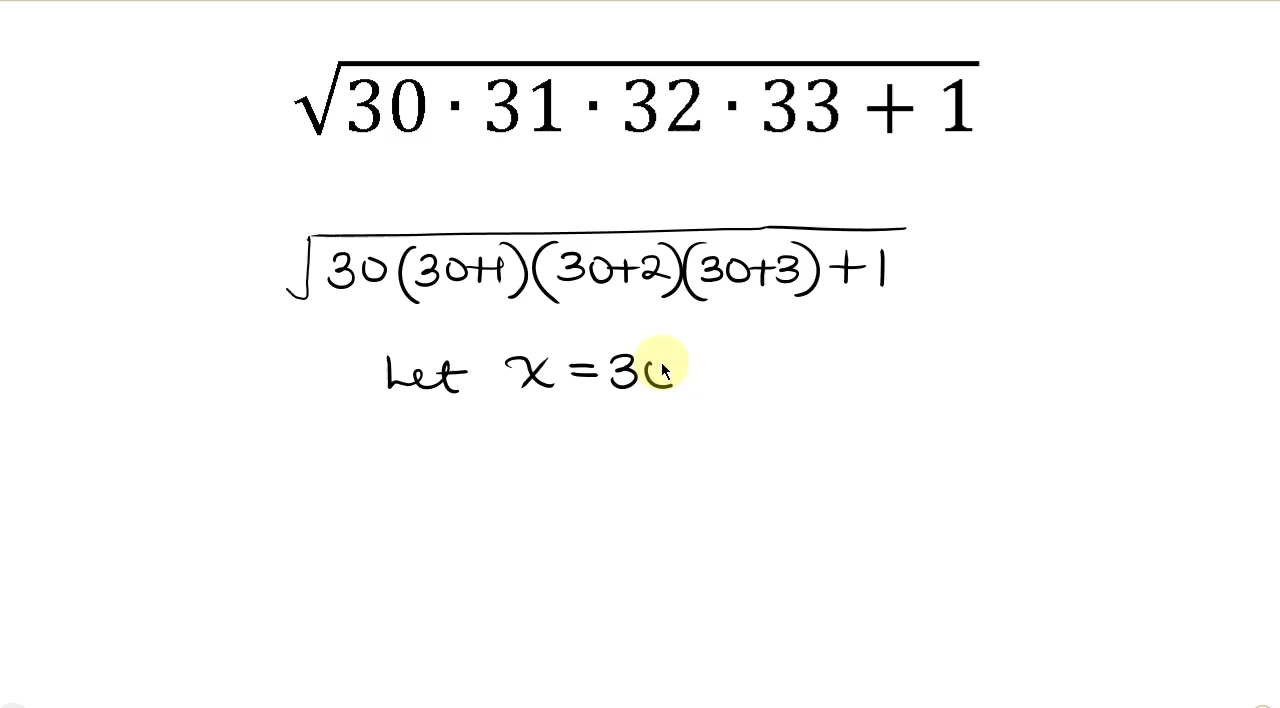 √30 · 31 · 32 · 33 + 1
√30(30+1)(30+2)(30+3) + 1
Let x = 30